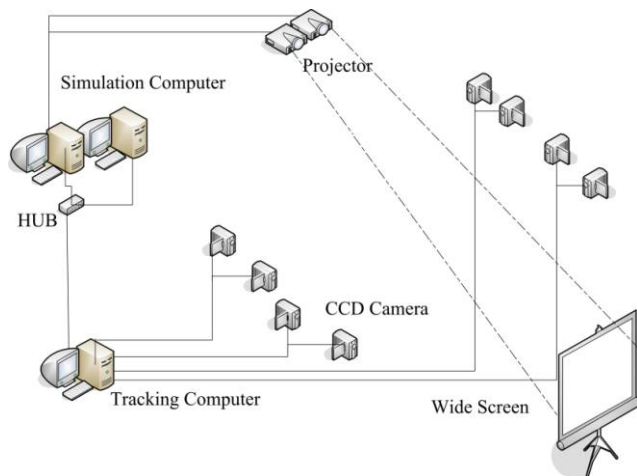 Projector
Simulation Computer
HUB
CCD Camera
Tracking Computer
Wide Screen